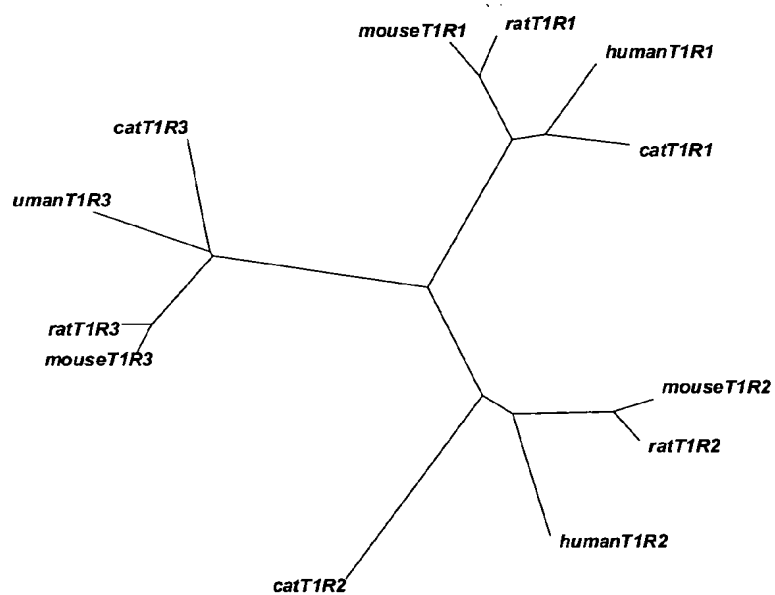 ratT1R1
mouseT1R1
humanT1R1
catT1R3
catT1R1
umanT1R3
ratT1R3
mouseT1R3
mouseT1R2
ratT1R2
humanT1R2
catT1R2